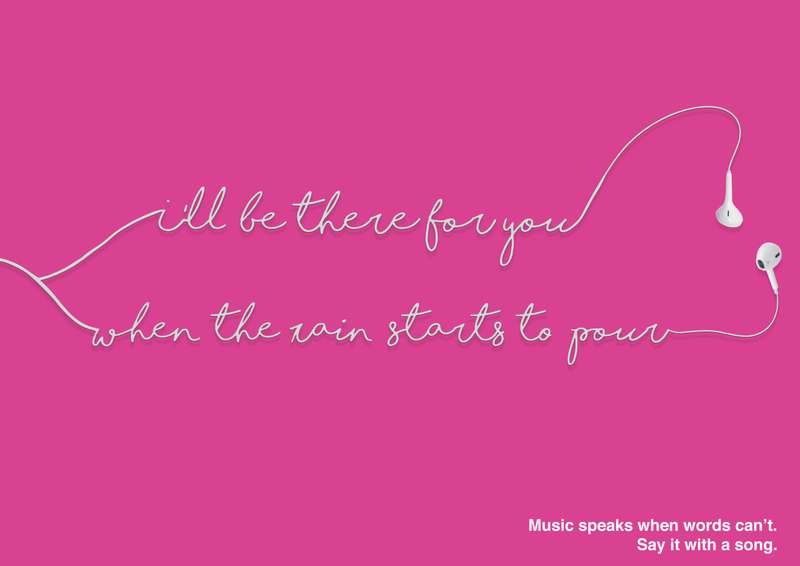 i'll be there for you
when the rain starts to pour
Music speaks when words can't.
Say it with a song.